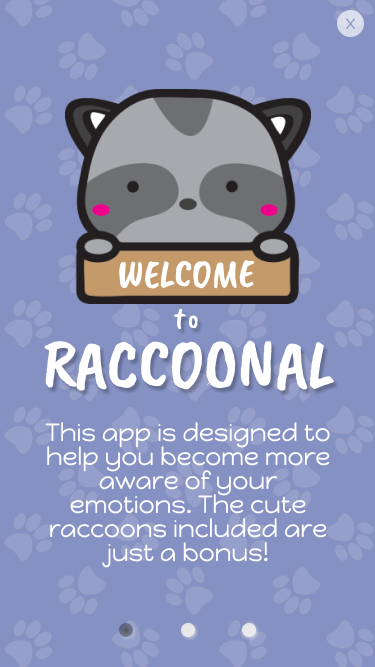 X
WELCOME
to
RACCOONAL
This app is designed to
help you become more
aware of your
emotions. The cute
raccoons included are
just a bonus!